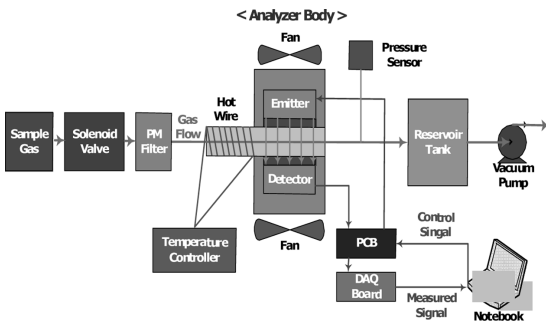 < Analyzer Body >
Fan
Pressure
Sensor
Hot
Wire
Emitter
Sample
Gas
Solenoid
Valve
PM
Filter
Gas
Flow
Reservoir
Tank
Detector
Vacuum
Pump
Temperature
Controller
Fan
PCB
Control
Singal
DAQ
Board
Measured
Signal
Notebook